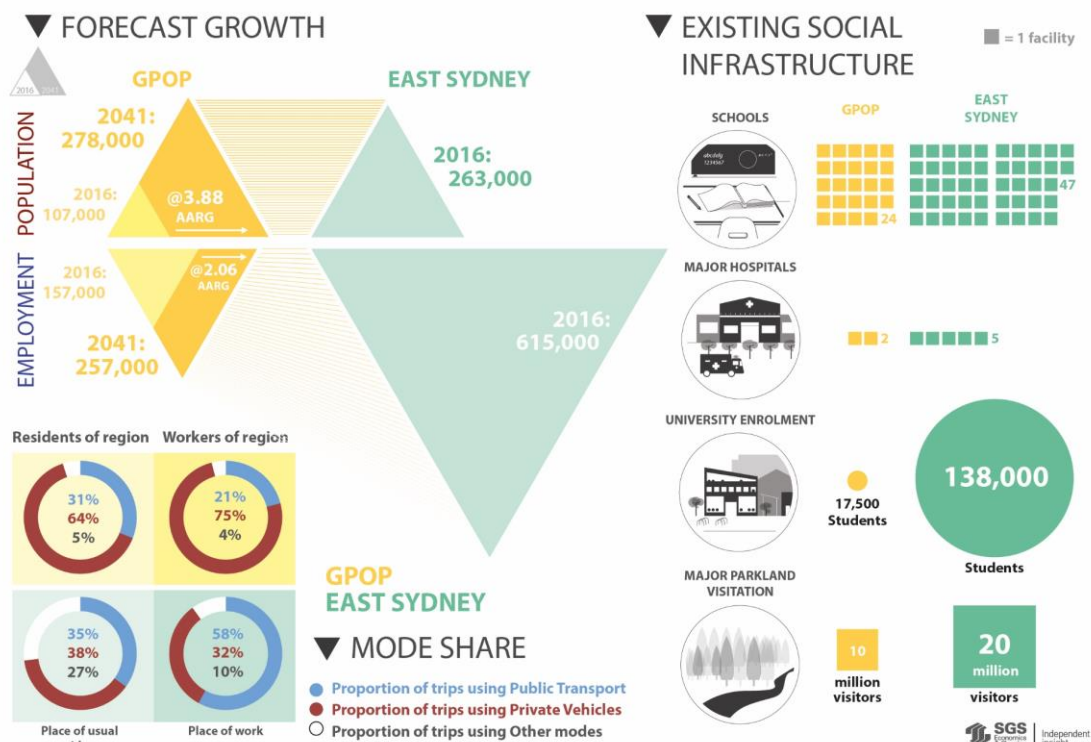 ▼ FORECAST GROWTH
2016 2041
GPOP
EAST SYDNEY
POPULATION
2041:
278,000
2016:
107,000
@3.88
AARG
2016:
263,000
EMPLOYMENT
2016:
157,000
@2.06
AARG
2041:
257,000
2016:
615,000
Residents of region Workers of region
31%
64%
5%
21%
75%
4%
35%
38%
27%
58%
32%
10%
Place of usual
Place of work
GPOP
EAST SYDNEY
▼ MODE SHARE
Proportion of trips using Public Transport
Proportion of trips using Private Vehicles
Proportion of trips using Other modes
▼ EXISTING SOCIAL
INFRASTRUCTURE
= 1 facility
GPOP
EAST
SYDNEY
SCHOOLS
abcdefg
1234567
24
47
MAJOR HOSPITALS
2
5
UNIVERSITY ENROLMENT
17,500
Students
138,000
Students
MAJOR PARKLAND
VISITATION
10
million
visitors
20
million
visitors
SGS
Economics
Independent
insight